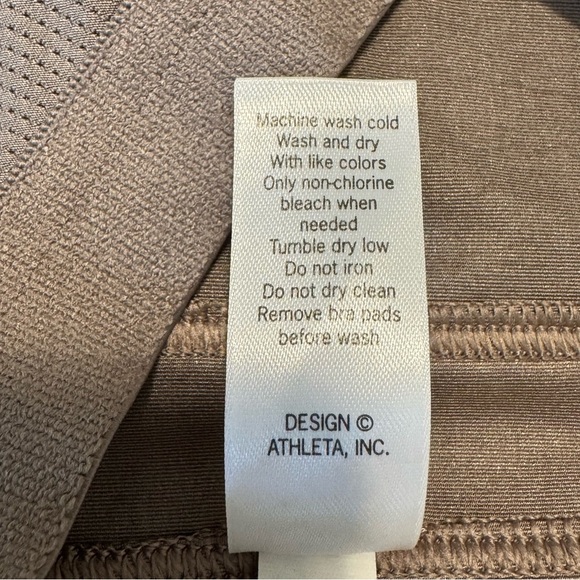 Machine wash cold
Wash and dry
With like colors
Only non-chlorine
bleach when
needed
Tumble dry low
Do not iron
Do not dry clean
Remove bra pads
before wash
DESIGN ©
ATHLETA, INC.